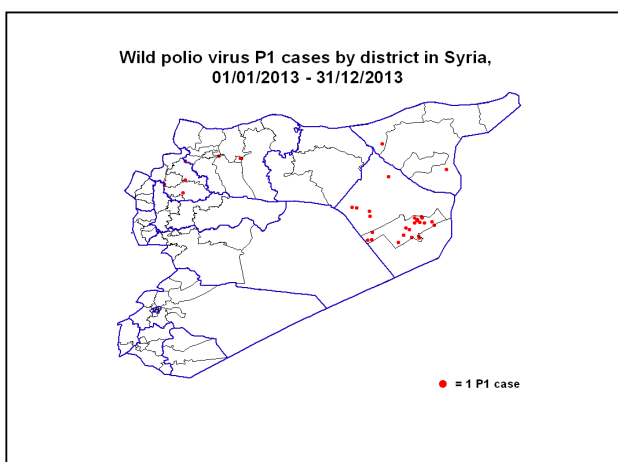 Wild polio virus P1 cases by district in Syria,
01/01/2013 - 31/12/2013
= 1 P1 case